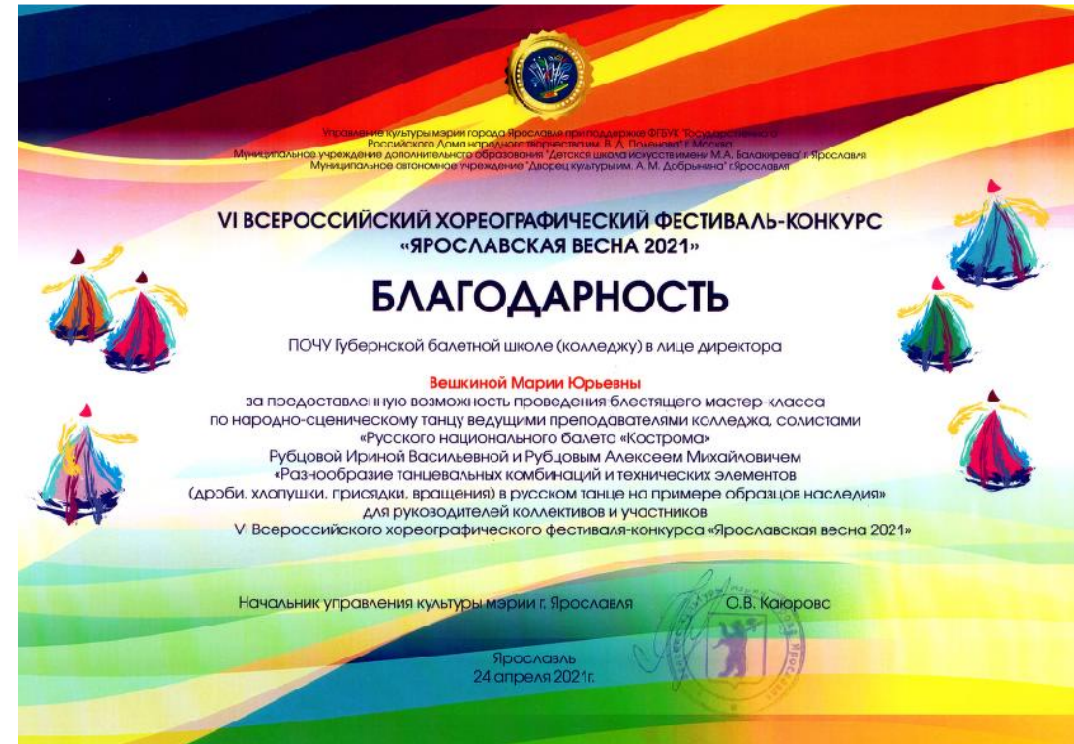 Управление культуры мэрии города Ярославля при поддержке ФГБУК "Государственного
Российского Дома народного творчества им. В.Д. Поленова" г. Москва
Муниципальное учреждение дополнительного образования "Детская школа искусств имени М.А. Балакирева" г. Ярославля
Муниципальное автономное учреждение "Дворец культуры им. А. М. Добрынина" г.Ярославля
VI ВСЕРОССИЙСКИЙ ХОРЕОГРАФИЧЕСКИЙ ФЕСТИВАЛЬ-КОНКУРС
«ЯРОСЛАВСКАЯ ВЕСНА 2021»
БЛАГОДАРНОСТЬ
ПОЧУ Губернской балетной школе (колледжу) в лице директора
Вешкиной Марии Юрьевны
за предоставленную возможность проведения блестящего мастер-класса
по народно-сценическому танцу ведущими преподавателями колледжа, солистами
«Русского национального балета «Кострома»
Рубцовой Ириной Васильевной и Рубцовым Алексеем Михайловичем
«Разнообразие танцевальных комбинаций и технических элементов
(дроби, хлопушки, присядки, вращения) в русском танце на примере образцов наследия»
для руководителей коллективов и участников
VI Всероссийского хореографического фестиваля-конкурса «Ярославская весна 2021»
Начальник управления культуры мэрии г. Ярославля О.В. Каюрова
Ярославль
24 апреля 2021г.